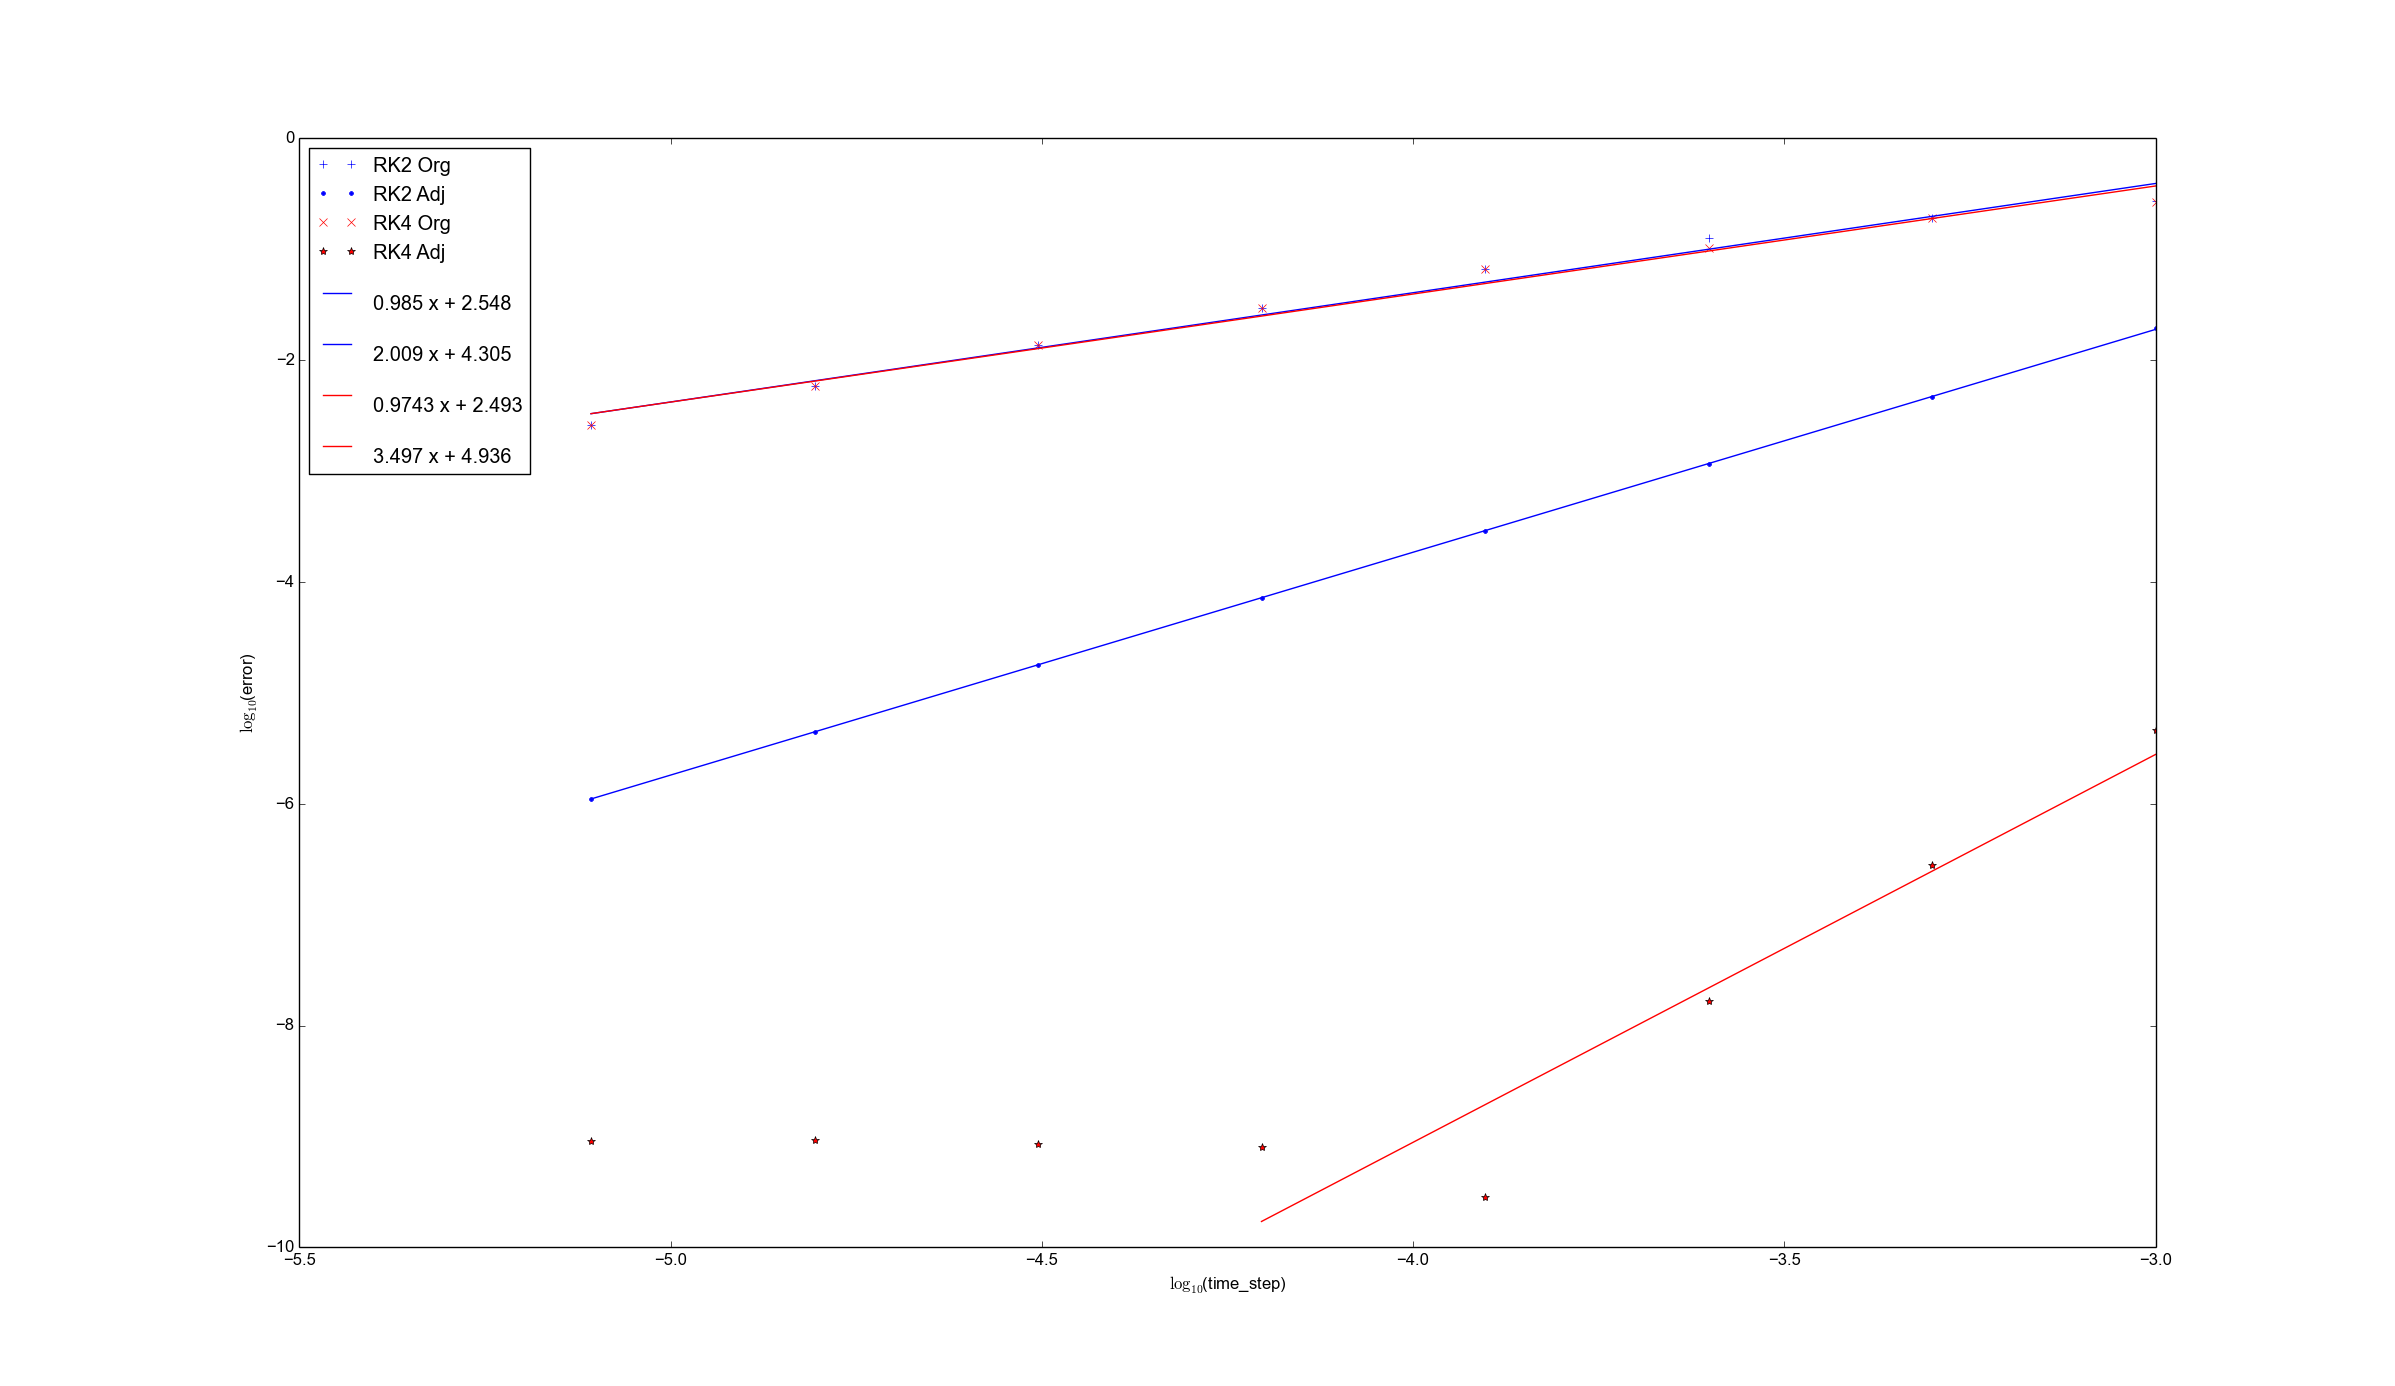 0
−2
−4
−6
−8
−10
RK2 Org
RK2 Adj
RK4 Org
RK4 Adj
0.985 x + 2.548
2.009 x + 4.305
0.9743 x + 2.493
3.497 x + 4.936
log10(error)
−5.5 −5.0 −4.5 −4.0 −3.5 −3.0
log10(time_step)